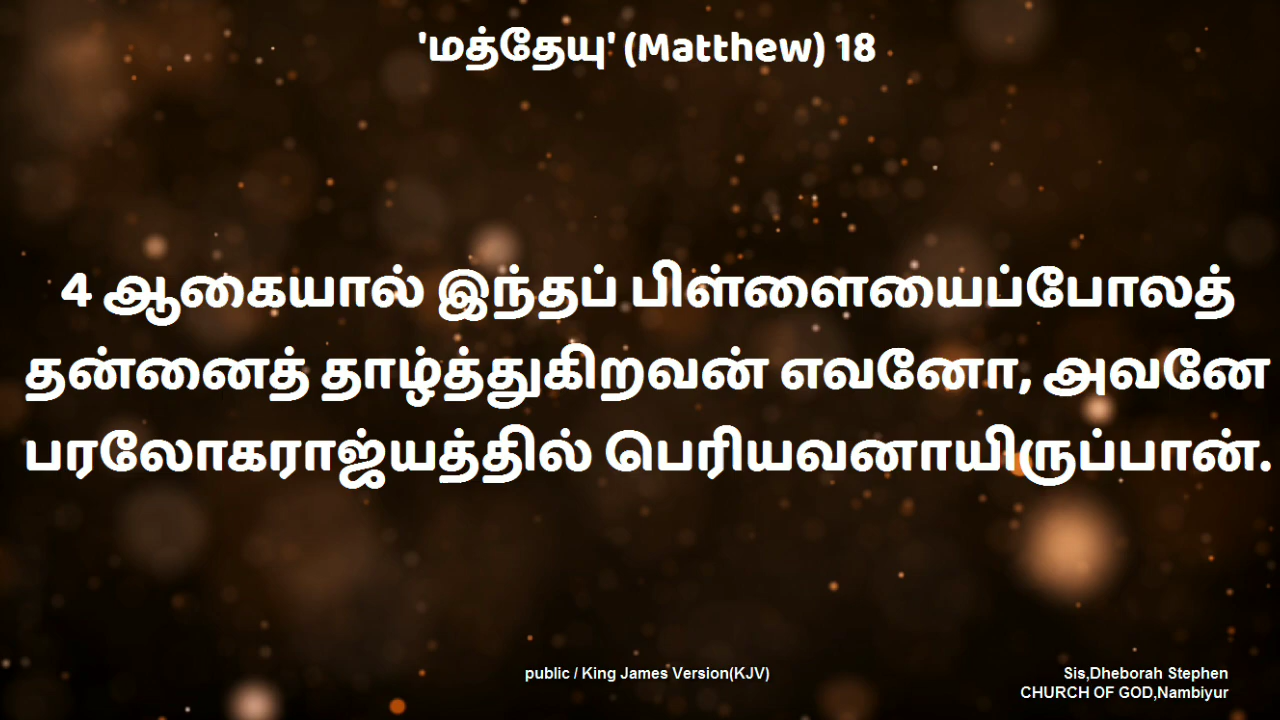 'மத்தேயு' (Matthew) 18
4 ஆகையால் இந்தப் பிள்ளையைப்போலத்
தன்னைத் தாழ்த்துகிறவன் எவனோ, அவனே
பரலோகராஜ்யத்தில் பெரியவனாயிருப்பான்.
public / King James Version(KJV)
Sis,Dheborah Stephen
CHURCH OF GOD,Nambiyur